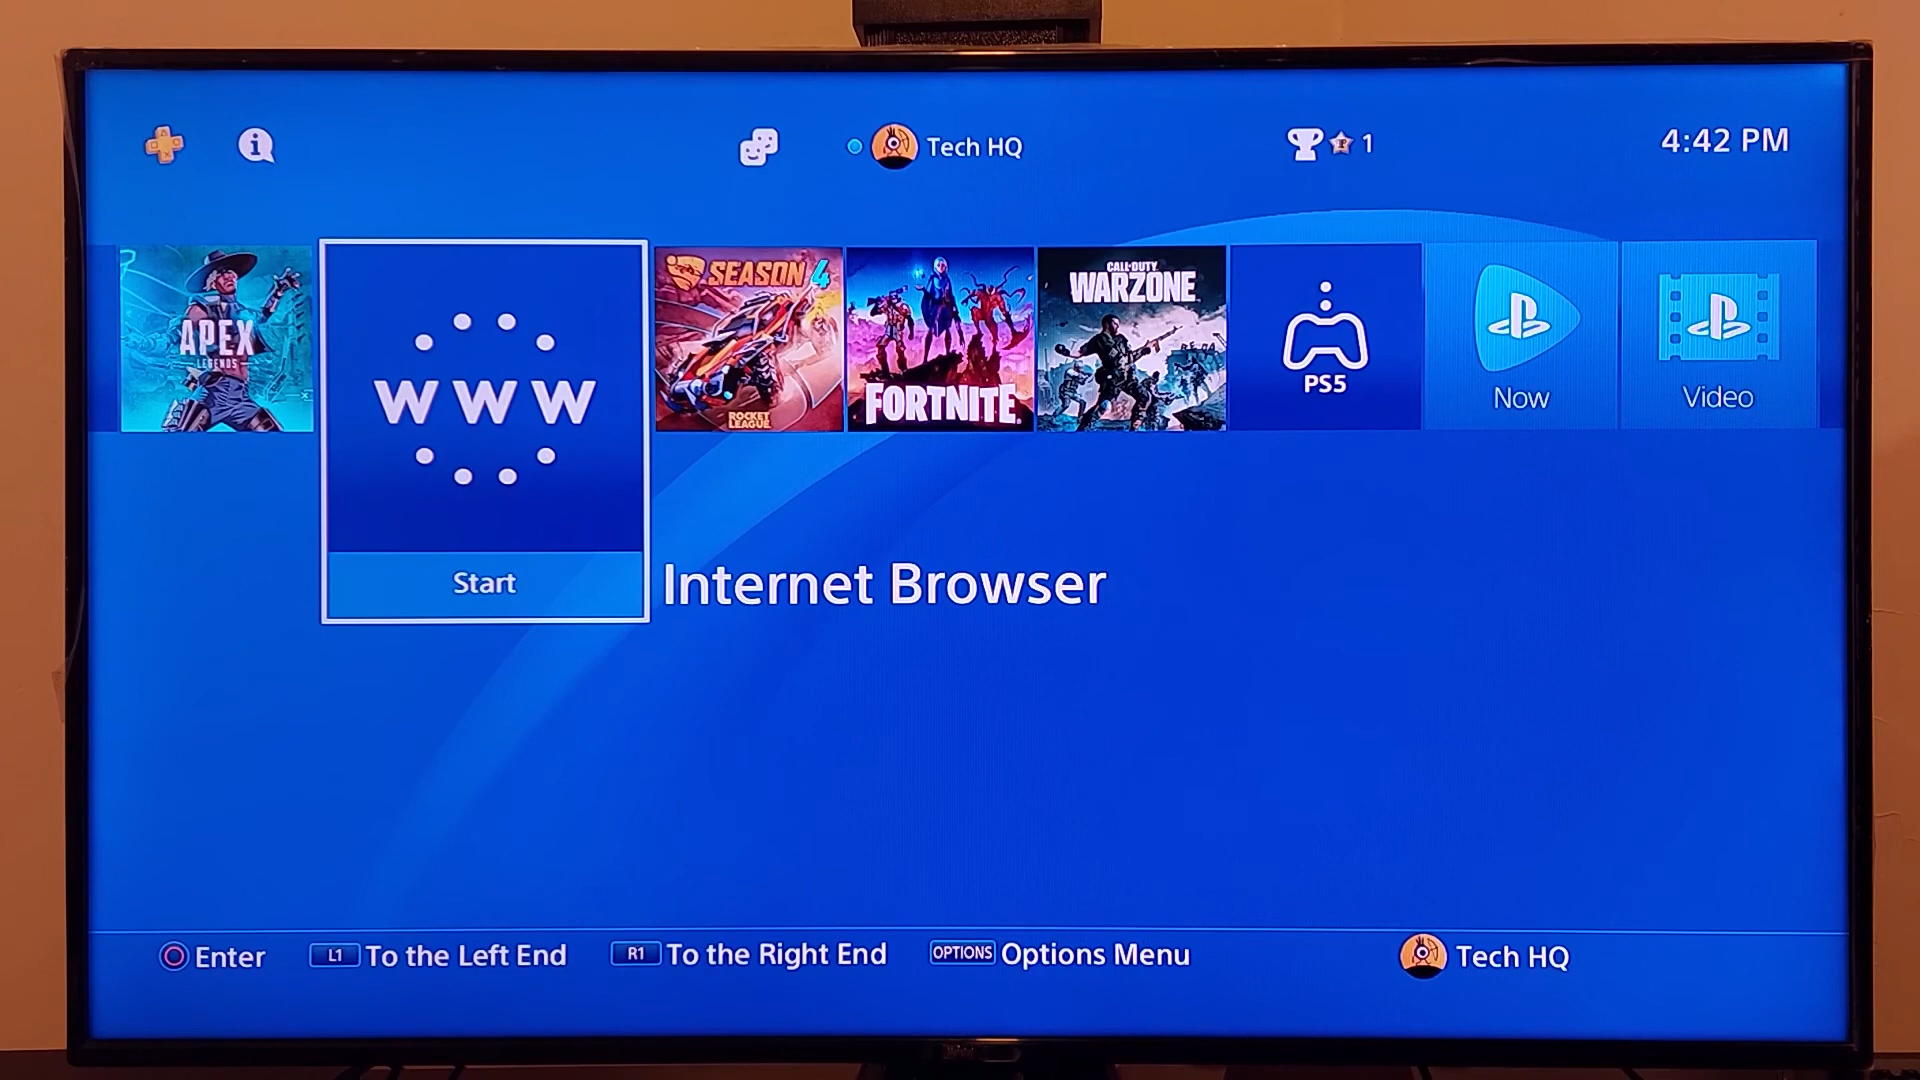 Tech HQ
1
4:42 PM
APEX
LEGENDS
WWW
Start
SEASON 4
ROCKET
LEAGUE
FORTNITE
CALL OF DUTY
WARZONE
PS5
Now
Video
Internet Browser
Enter
L1 To the Left End
R1 To the Right End
OPTIONS Options Menu
Tech HQ